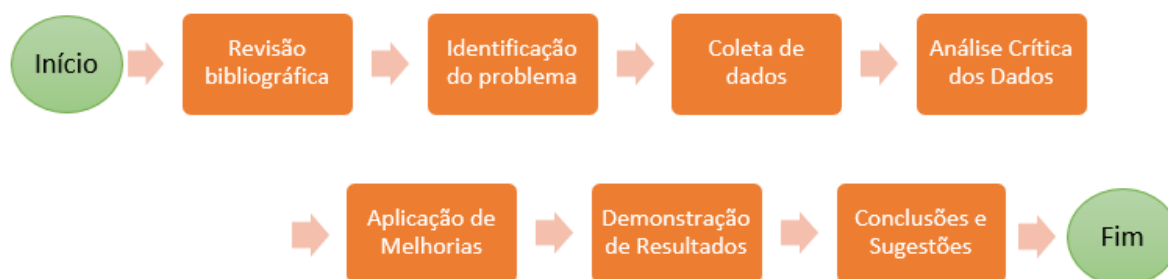 Início
Revisão
bibliográfica
Identificação
do problema
Coleta de
dados
Análise Crítica
dos Dados
Aplicação de
Melhorias
Demonstração
de Resultados
Conclusões e
Sugestões
Fim